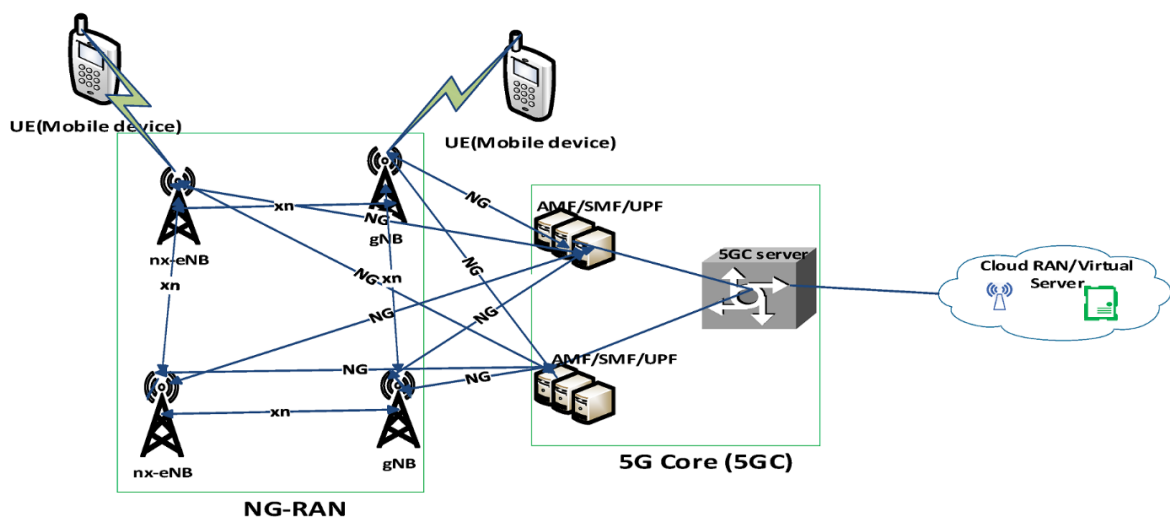 UE(Mobile device)
UE(Mobile device)
AMF/SMF/UPF
NG
xn
NG
gNB
nx-eNB
5GC server
Cloud RAN/Virtual
Server
xn
xn
NG
NG
NG
NG
AMF/SMF/UPF
NG
NG
xn
nx-eNB
gNB
5G Core (5GC)
NG-RAN